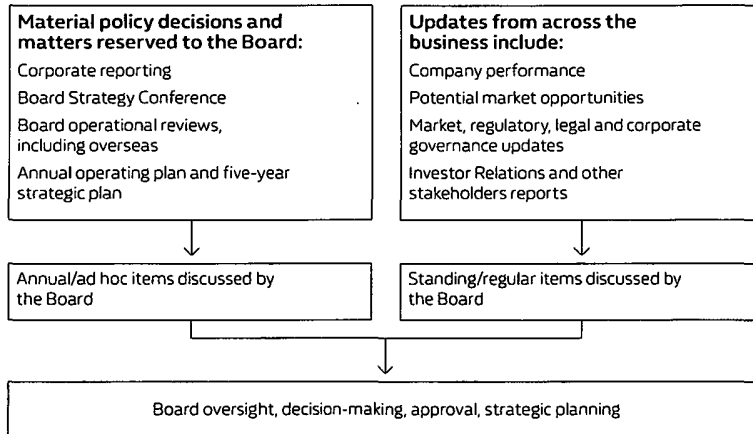 Material policy decisions and
matters reserved to the Board:
Corporate reporting
Board Strategy Conference
Board operational reviews,
including overseas
Annual operating plan and five-year
strategic plan
Updates from across the
business include:
Company performance
Potential market opportunities
Market, regulatory, legal and corporate
governance updates
Investor Relations and other
stakeholders reports
Annual/ad hoc items discussed by
the Board
Standing/regular items discussed by
the Board
Board oversight, decision-making, approval, strategic planning